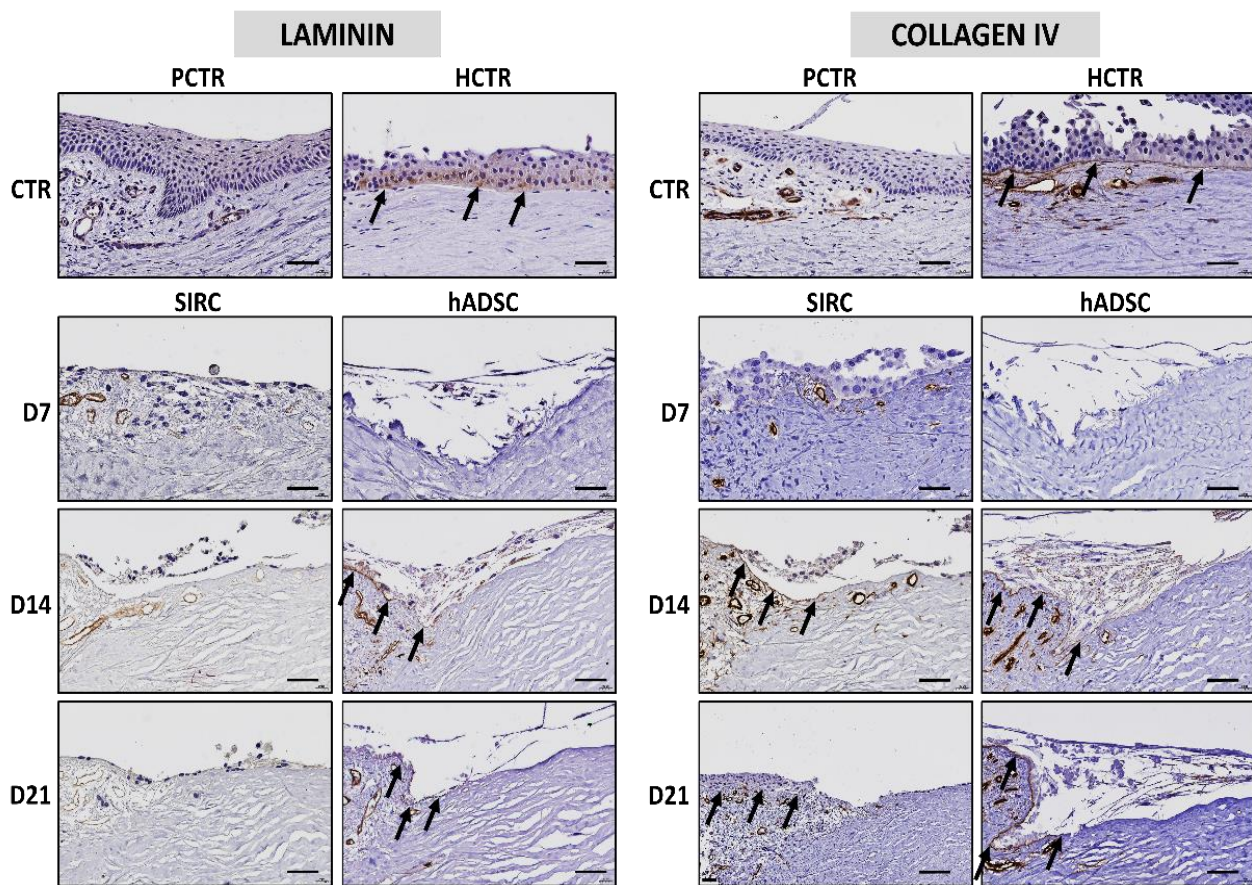 LAMININ COLLAGEN IV
PCTR HCTR PCTR HCTR
CTR CTR
SIRC hADSC SIRC hADSC
D7 D7
D14 D14
D21 D21